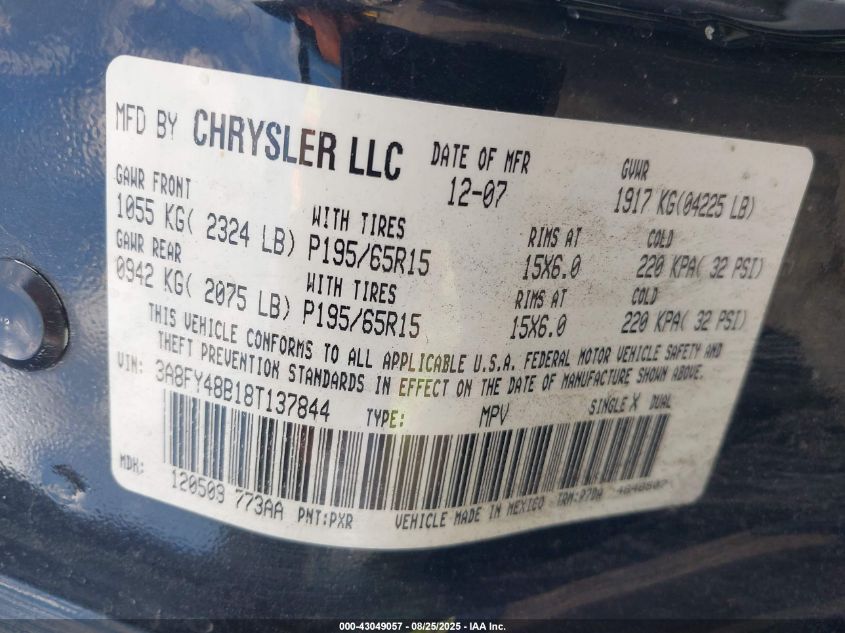 MFD BY CHRYSLER LLC DATE OF MFR GVWR
12-07 1917 KG(04225 LB)
GAWR FRONT WITH TIRES RIMS AT COLD
1055 KG( 2324 LB) P195/65R15 15X6.0 220 KPA( 32 PSI)
GAWR REAR WITH TIRES RIMS AT COLD
0942 KG( 2075 LB) P195/65R15 15X6.0 220 KPA( 32 PSI)
THIS VEHICLE CONFORMS TO ALL APPLICABLE U.S.A. FEDERAL MOTOR VEHICLE SAFETY AND
THEFT PREVENTION STANDARDS IN EFFECT ON THE DATE OF MANUFACTURE SHOWN ABOVE.
VIN: 3A8FY48B18T137844 TYPE: MPV SINGLE X DUAL
MDH: 120503 773AA PNT:PXR VEHICLE MADE IN MEXICO TRM:07DA
000-43049057 - 08/25/2025 - IAA Inc.